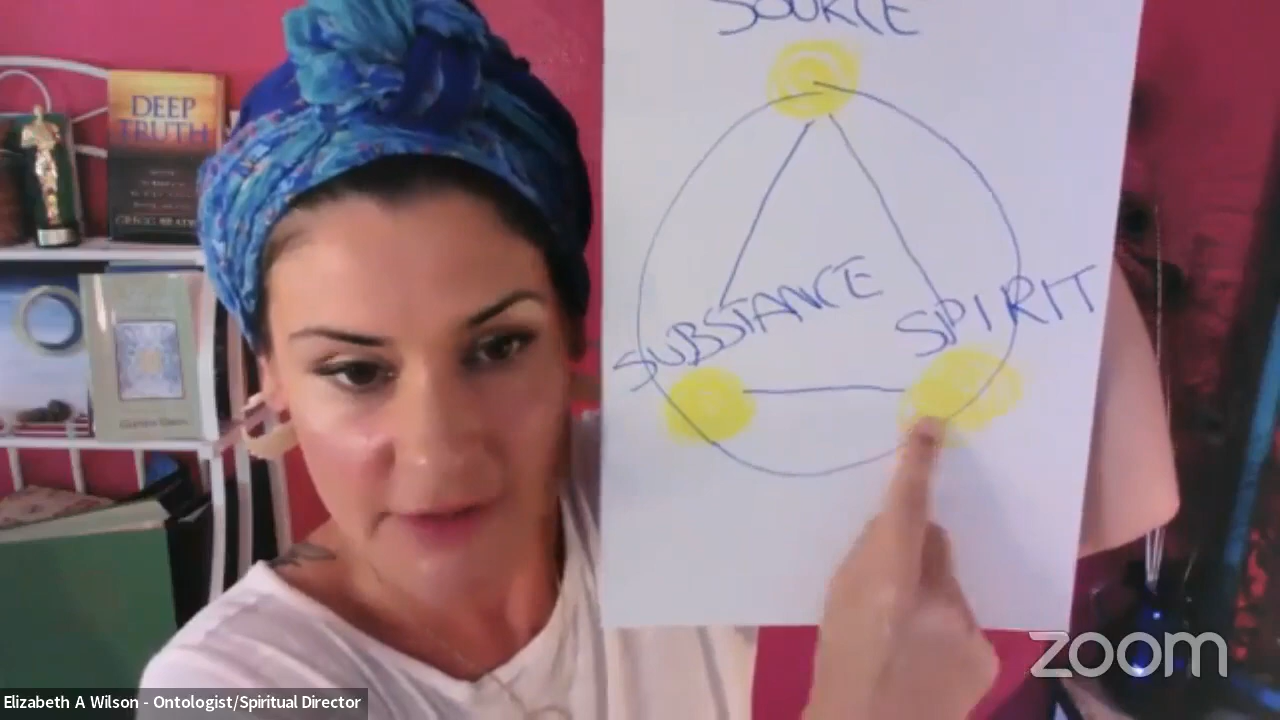 SOURCE
SUBSTANCE
SPIRIT
DEEP
TRUTH
zoom
Elizabeth A Wilson - Ontologist/Spiritual Director